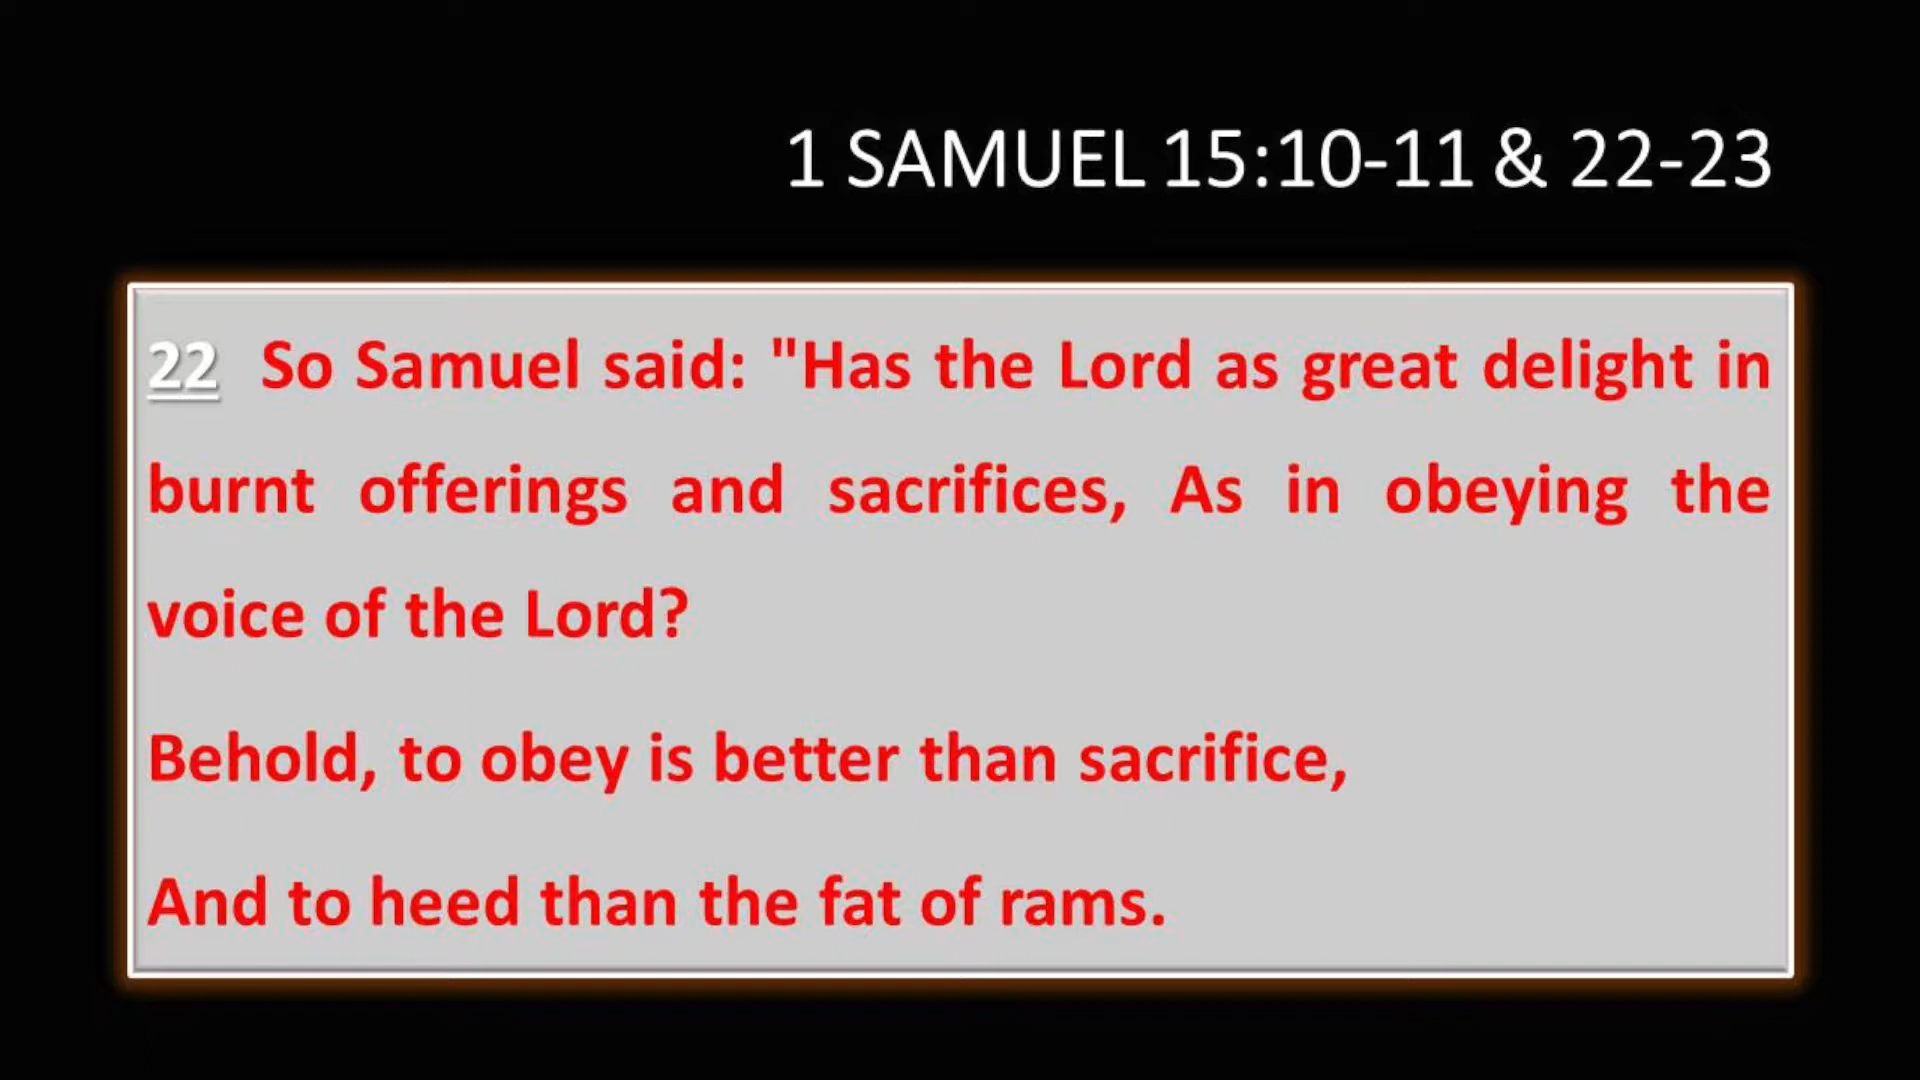 1 SAMUEL 15:10-11 & 22-23
22 So Samuel said: "Has the Lord as great delight in
burnt offerings and sacrifices, As in obeying the
voice of the Lord?
Behold, to obey is better than sacrifice,
And to heed than the fat of rams.